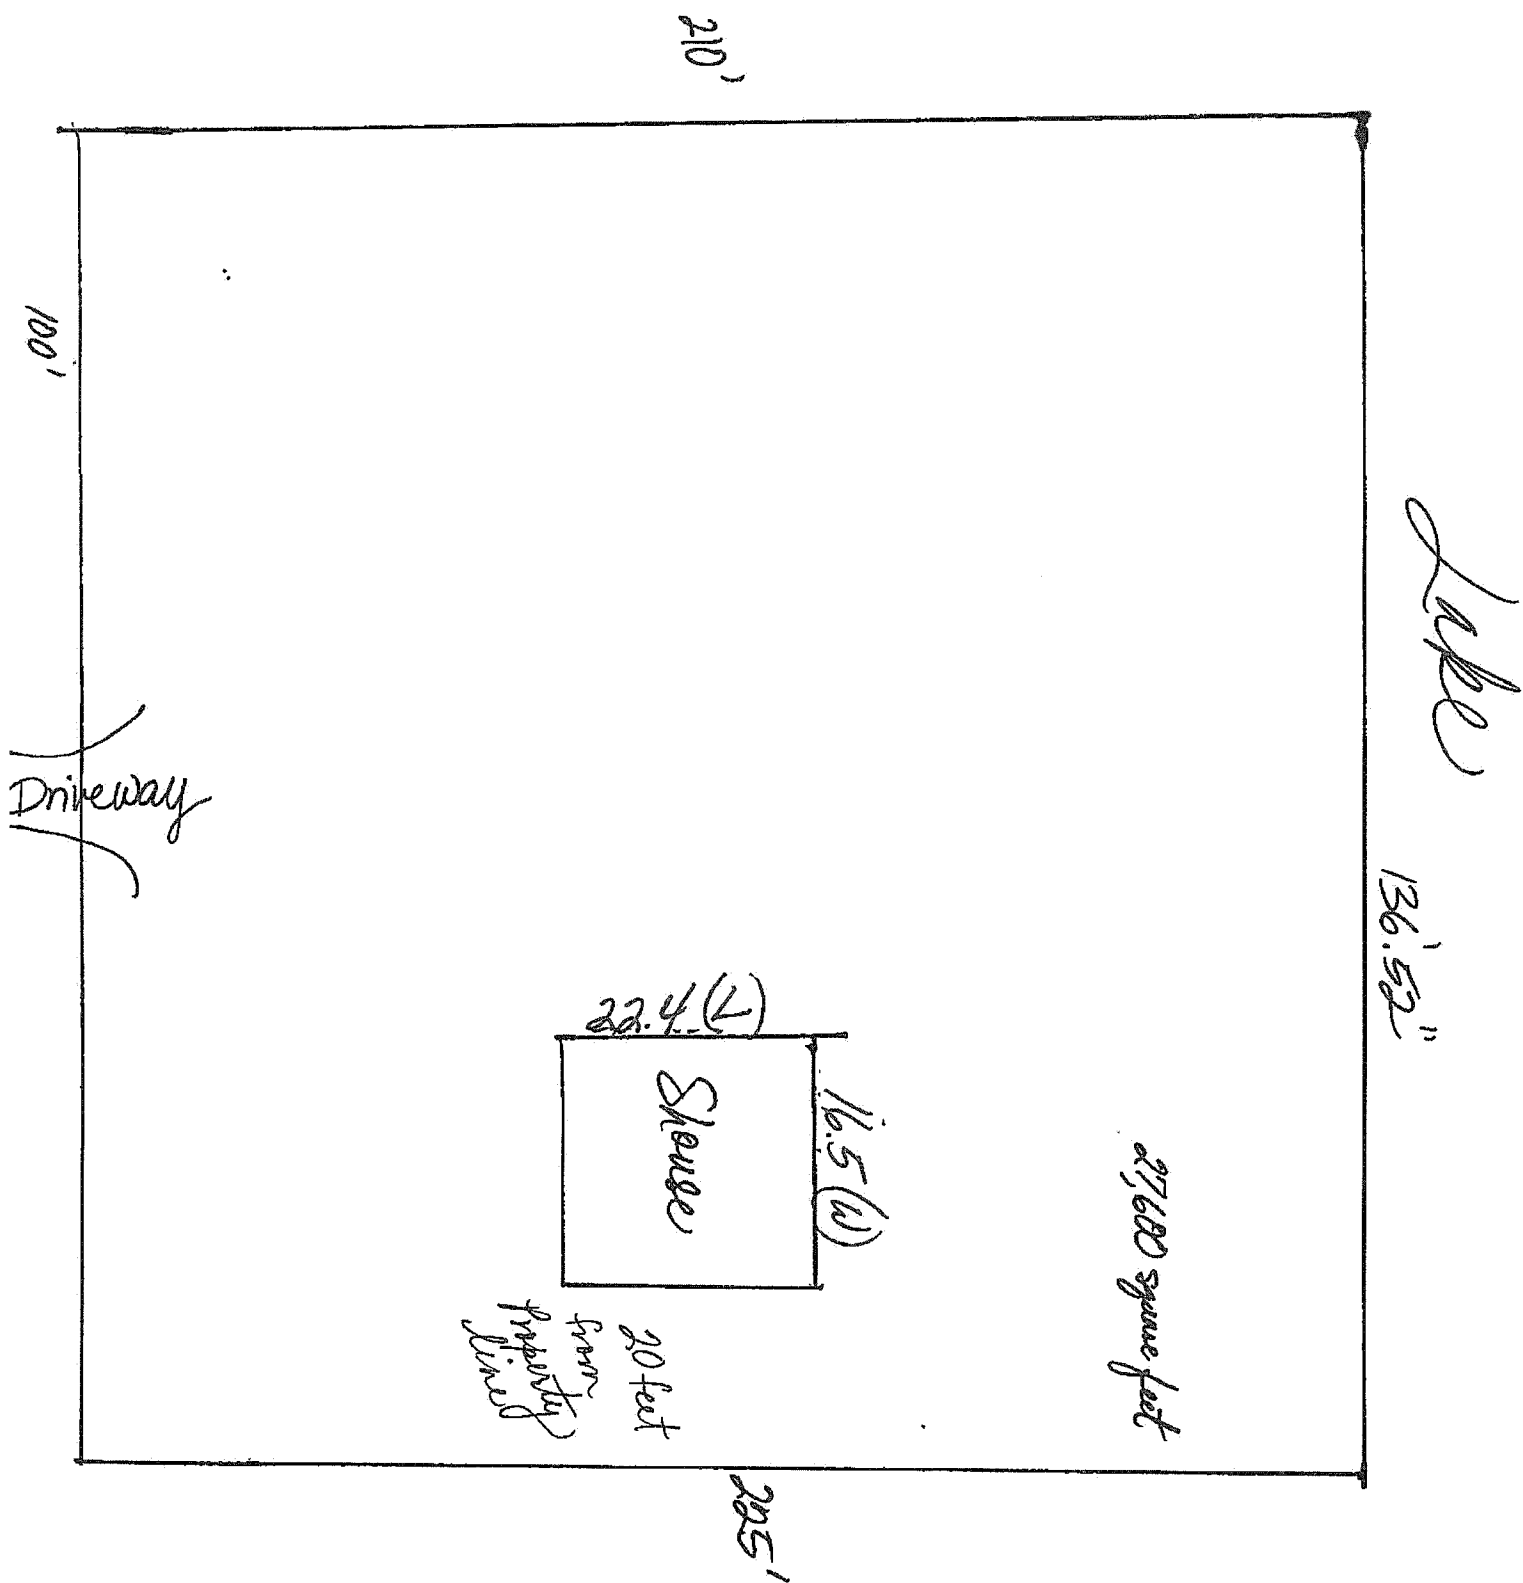 210'
Lake
136'.52"
100'
Driveway
22.4 (L)
16.5 (W)
Shouse
27,600 square feet
20 feet
from
property
lines
225'